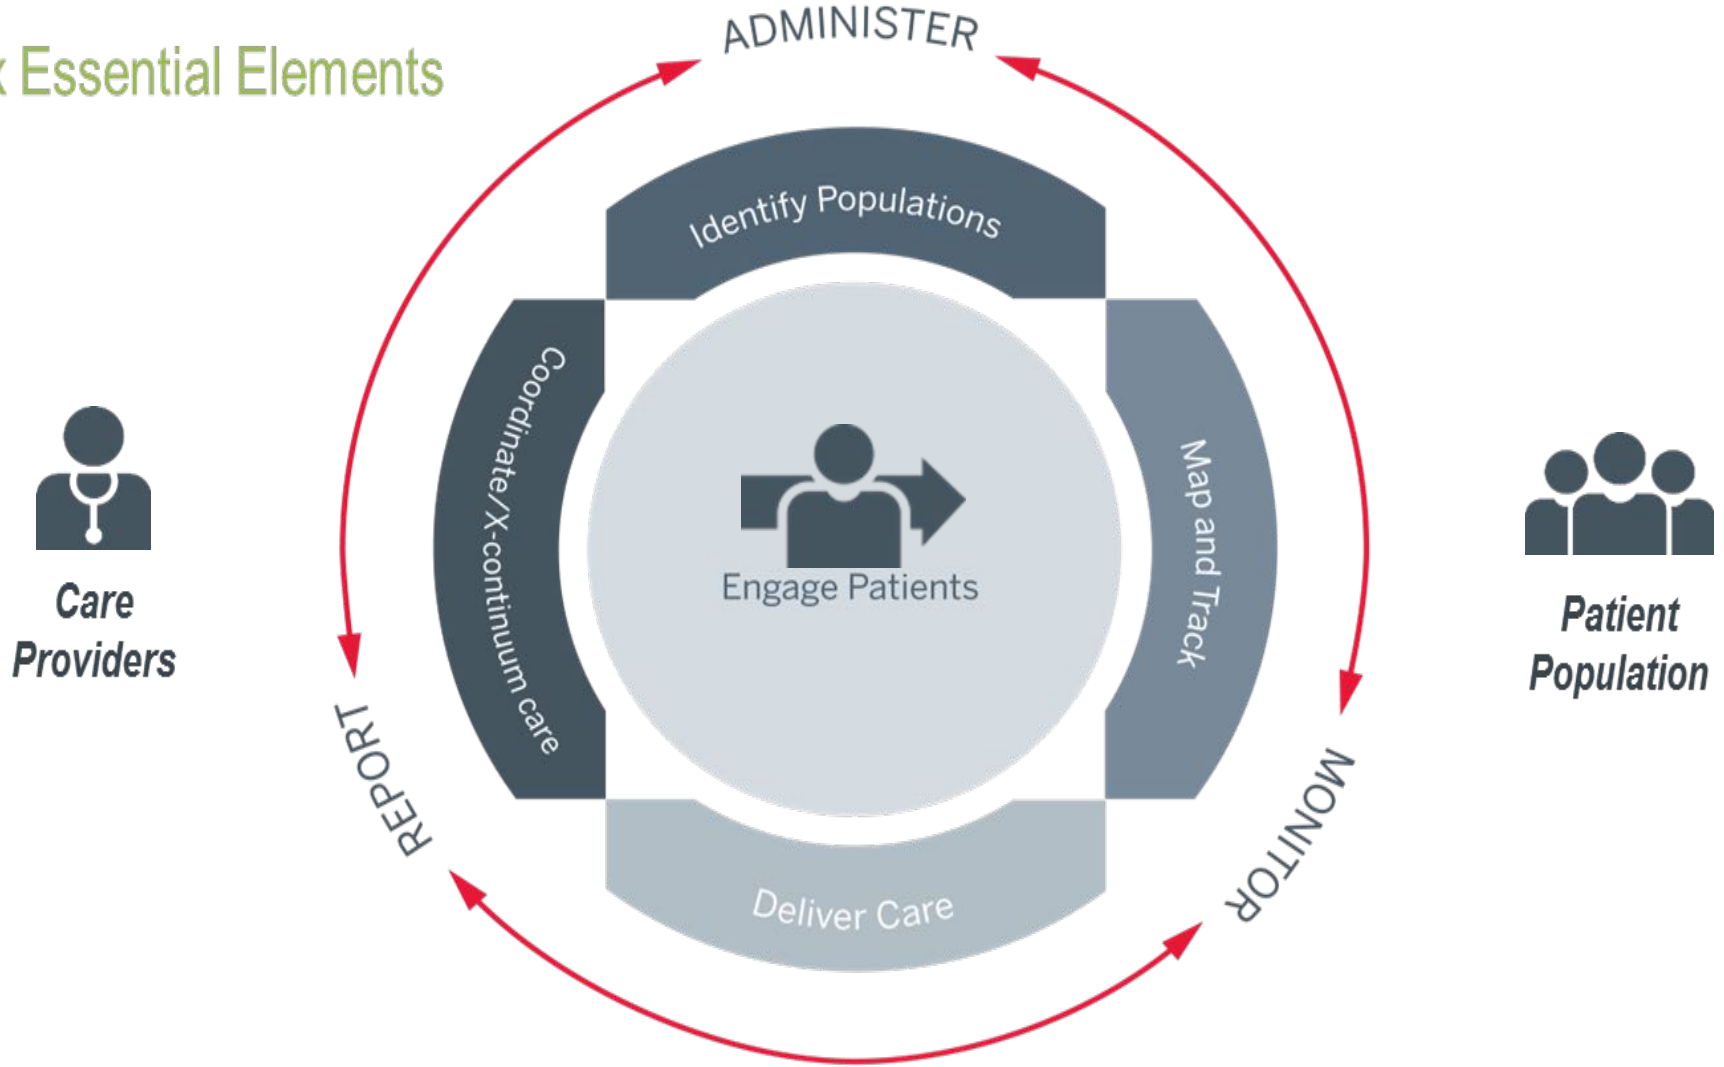 x Essential Elements
ADMINISTER
Identify Populations
Coordinate/X-continuum care
Map and Track
Engage Patients
Care
Providers
Patient
Population
REPORT
MONITOR
Deliver Care